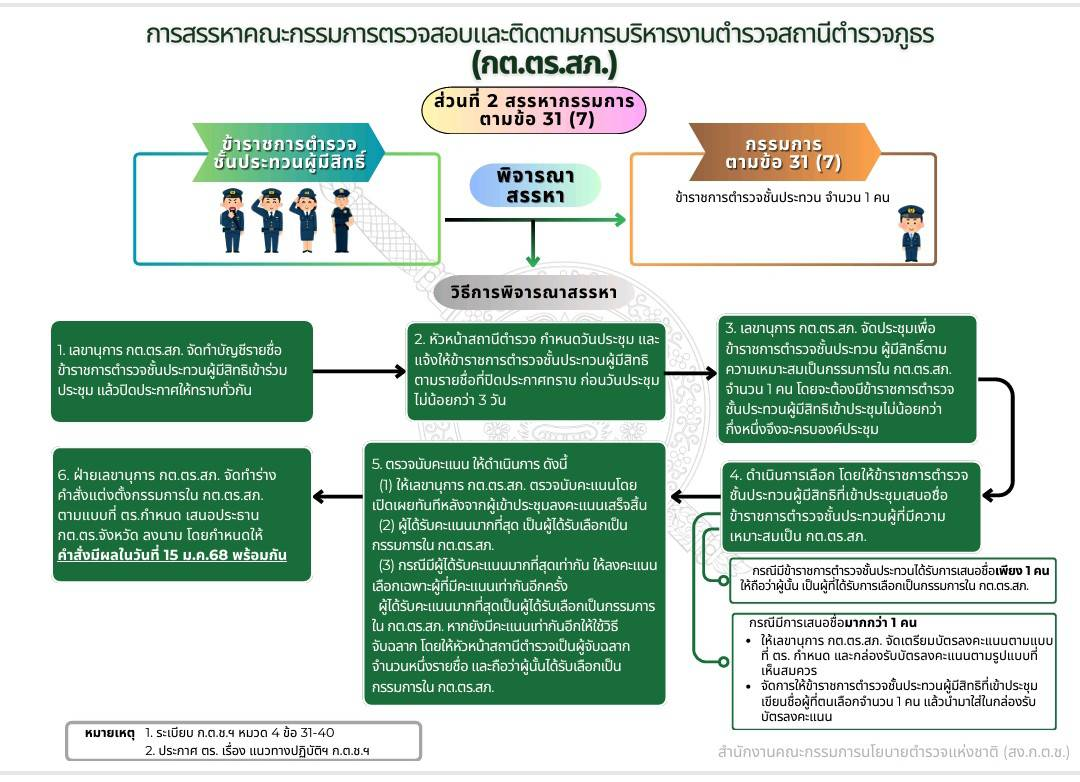 การสรรหาคณะกรรมการตรวจสอบและติดตามการบริหารงานตำรวจสถานีตำรวจภูธร
(กต.ตร.สภ.)
ส่วนที่ 2 สรรหากรรมการ
ตามข้อ 31 (7)
ข้าราชการตำรวจ
ชั้นประทวนผู้มีสิทธิ์
พิจารณา
สรรหา
กรรมการ
ตามข้อ 31 (7)
ข้าราชการตำรวจชั้นประทวน จำนวน 1 คน
วิธีการพิจารณาสรรหา
1. เลขานุการ กต.ตร.สภ. จัดทำบัญชีรายชื่อ
ข้าราชการตำรวจชั้นประทวนผู้มีสิทธิเข้าร่วม
ประชุม แล้วปิดประกาศให้ทราบทั่วกัน
2. หัวหน้าสถานีตำรวจ กำหนดวันประชุม และ
แจ้งให้ข้าราชการตำรวจชั้นประทวนผู้มีสิทธิ
ตามรายชื่อที่ปิดประกาศทราบ ก่อนวันประชุม
ไม่น้อยกว่า 3 วัน
3. เลขานุการ กต.ตร.สภ. จัดประชุมเพื่อ
ข้าราชการตำรวจชั้นประทวน ผู้มีสิทธิ์ตาม
ความเหมาะสมเป็นกรรมการใน กต.ตร.สภ.
จำนวน 1 คน โดยจะต้องมีข้าราชการตำรวจ
ชั้นประทวนผู้มีสิทธิเข้าประชุมไม่น้อยกว่า
กึ่งหนึ่งจึงจะครบองค์ประชุม
4. ดำเนินการเลือก โดยให้ข้าราชการตำรวจ
ชั้นประทวนผู้มีสิทธิที่เข้าประชุมเสนอชื่อ
ข้าราชการตำรวจชั้นประทวนผู้ที่มีความ
เหมาะสมเป็น กต.ตร.สภ.
กรณีมีข้าราชการตำรวจชั้นประทวนได้รับการเสนอชื่อเพียง 1 คน
ให้ถือว่าผู้นั้น เป็นผู้ที่ได้รับการเลือกเป็นกรรมการใน กต.ตร.สภ.
กรณีมีการเสนอชื่อมากกว่า 1 คน
• ให้เลขานุการ กต.ตร.สภ. จัดเตรียมบัตรลงคะแนนตามแบบ
ที่ ตร. กำหนด และกล่องรับบัตรลงคะแนนตามรูปแบบที่
เห็นสมควร
• จัดการให้ข้าราชการตำรวจชั้นประทวนผู้มีสิทธิที่เข้าประชุม
เขียนชื่อผู้ที่ตนเลือกจำนวน 1 คน แล้วนำมาใส่ในกล่องรับ
บัตรลงคะแนน
5. ตรวจนับคะแนน ให้ดำเนินการ ดังนี้
(1) ให้เลขานุการ กต.ตร.สภ. ตรวจนับคะแนนโดย
เปิดเผยทันทีหลังจากผู้เข้าประชุมลงคะแนนเสร็จสิ้น
(2) ผู้ได้รับคะแนนมากที่สุด เป็นผู้ได้รับเลือกเป็น
กรรมการใน กต.ตร.สภ.
(3) กรณีมีผู้ได้รับคะแนนมากที่สุดเท่ากัน ให้ลงคะแนน
เลือกเฉพาะผู้ที่มีคะแนนเท่ากันอีกครั้ง
ผู้ได้รับคะแนนมากที่สุดเป็นผู้ได้รับเลือกเป็นกรรมการ
ใน กต.ตร.สภ. หากยังมีคะแนนเท่ากันอีกให้ใช้วิธี
จับฉลาก โดยให้หัวหน้าสถานีตำรวจเป็นผู้จับฉลาก
จำนวนหนึ่งรายชื่อ และถือว่าผู้นั้นได้รับเลือกเป็น
กรรมการใน กต.ตร.สภ.
6. ฝ่ายเลขานุการ กต.ตร.สภ. จัดทำร่าง
คำสั่งแต่งตั้งกรรมการใน กต.ตร.สภ.
ตามแบบที่ ตร.กำหนด เสนอประธาน
กต.ตร.จังหวัด ลงนาม โดยกำหนดให้
คำสั่งมีผลในวันที่ 15 ม.ค.68 พร้อมกัน
หมายเหตุ 1. ระเบียบ ก.ต.ช.ฯ หมวด 4 ข้อ 31-40
2. ประกาศ ตร. เรื่อง แนวทางปฏิบัติฯ ก.ต.ช.ฯ
สำนักงานคณะกรรมการนโยบายตำรวจแห่งชาติ (สง.ก.ต.ช.)